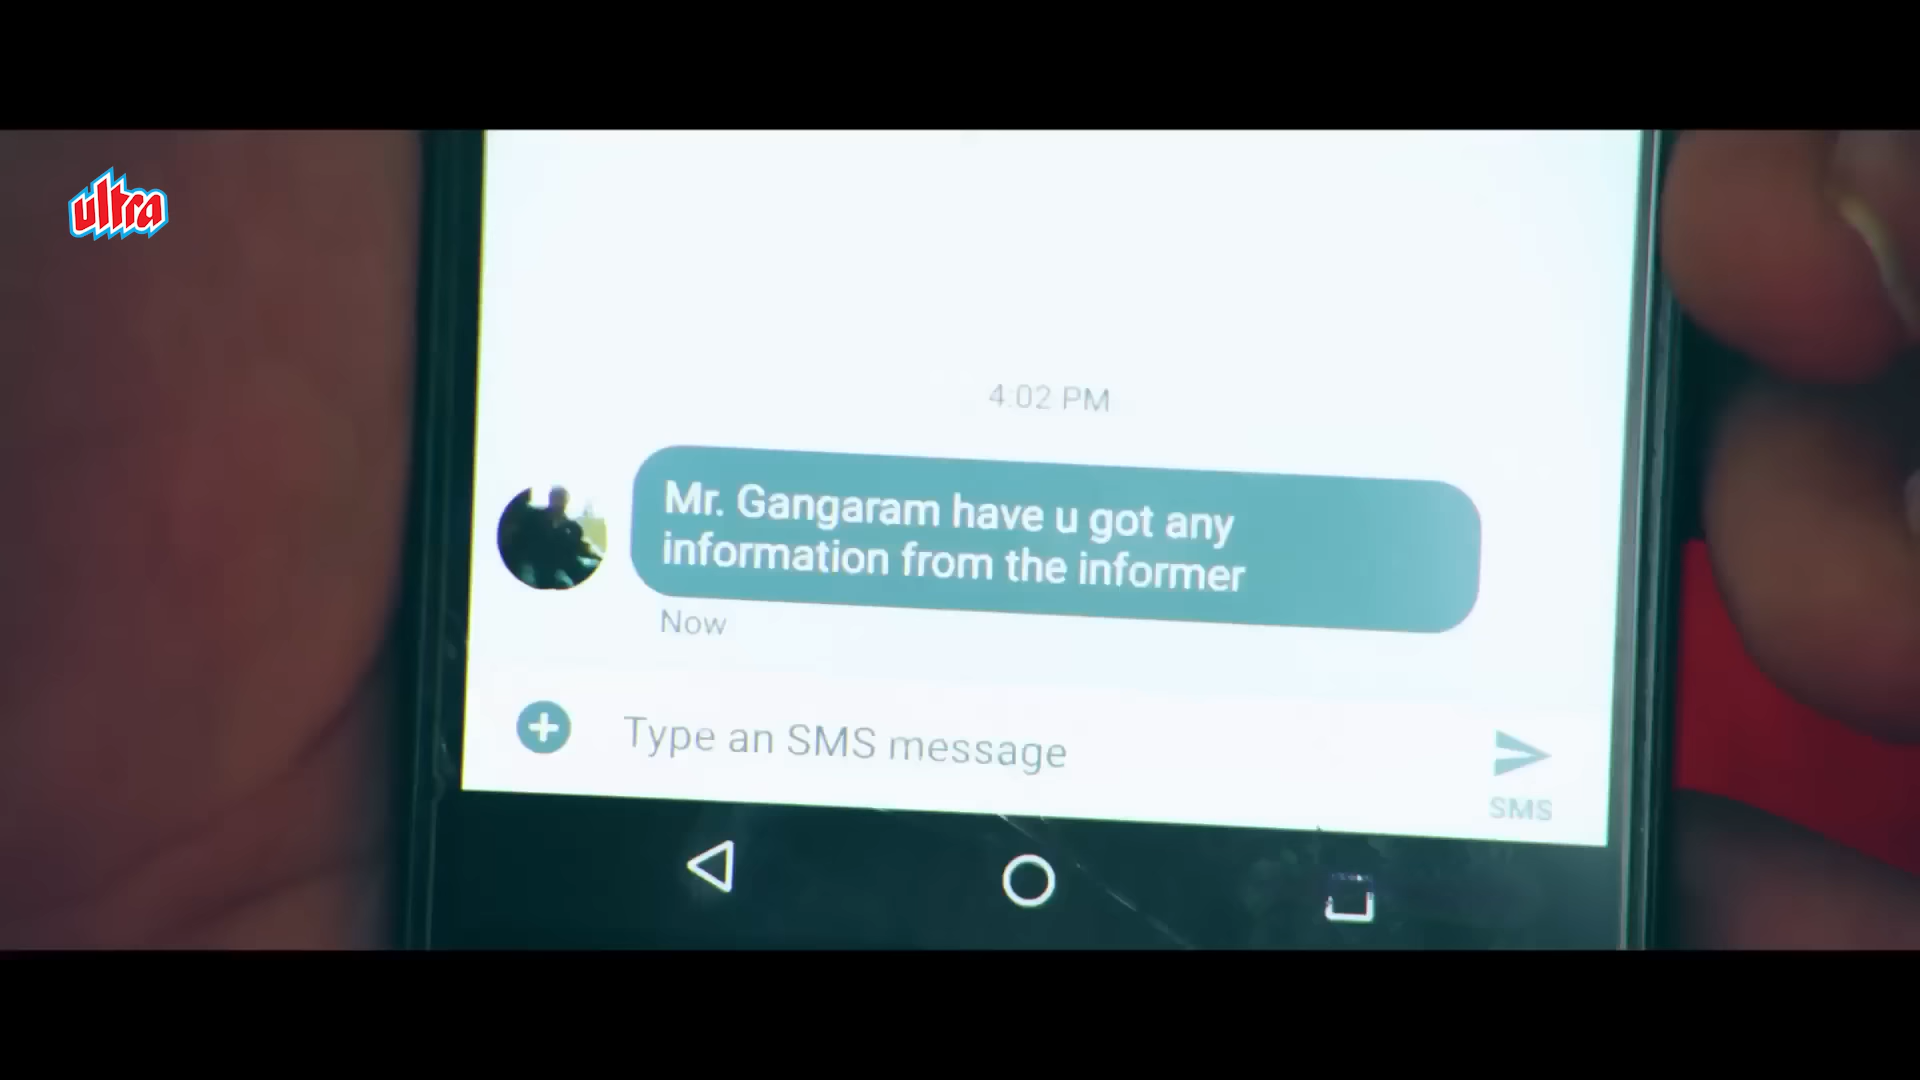 ultra
4:02 PM
Mr. Gangaram have u got any
information from the informer
Now
Type an SMS message
SMS